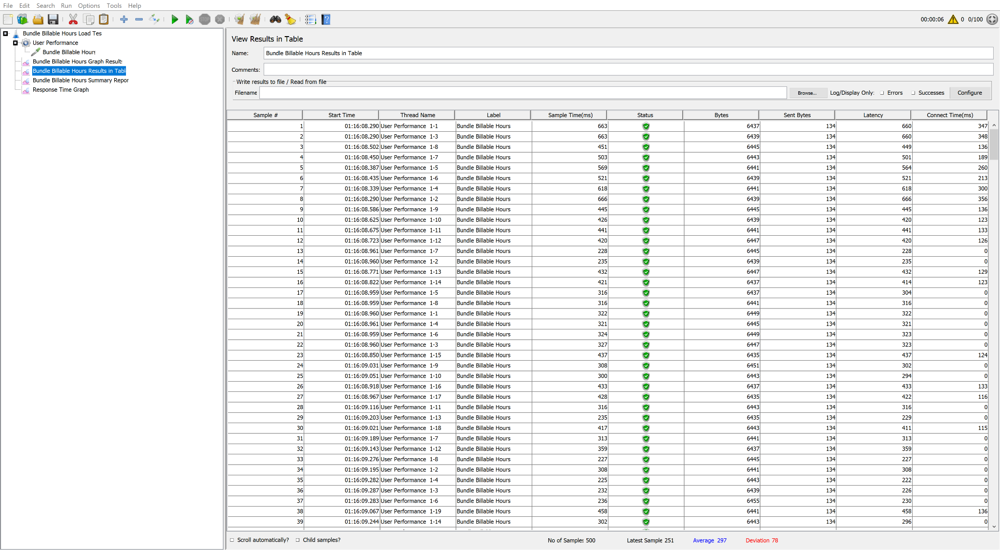 File Edit Search Run Options Tools Help
STOP
00:00:06 0 0/100
Bundle Billable Hours Load Tes
User Performance
Bundle Billable Hours
Bundle Billable Hours Graph Results
Bundle Billable Hours Results in Tabl
Bundle Billable Hours Summary Repor
Response Time Graph
View Results in Table
Name: Bundle Billable Hours Results in Table
Comments:
Write results to file / Read from file
Filename Browse... Log/Display Only: Errors Successes Configure
Sample # Start Time Thread Name Label Sample Time(ms) Status Bytes Sent Bytes Latency Connect Time(ms)
1 01:16:08.290 User Performance 1-1 Bundle Billable Hours 663 6437 134 660 347
2 01:16:08.290 User Performance 1-3 Bundle Billable Hours 663 6439 134 660 348
3 01:16:08.502 User Performance 1-8 Bundle Billable Hours 451 6445 134 449 136
4 01:16:08.450 User Performance 1-7 Bundle Billable Hours 503 6443 134 501 189
5 01:16:08.387 User Performance 1-5 Bundle Billable Hours 569 6441 134 564 260
6 01:16:08.435 User Performance 1-6 Bundle Billable Hours 521 6439 134 521 213
7 01:16:08.339 User Performance 1-4 Bundle Billable Hours 618 6441 134 618 300
8 01:16:08.290 User Performance 1-2 Bundle Billable Hours 666 6439 134 666 356
9 01:16:08.586 User Performance 1-9 Bundle Billable Hours 445 6445 134 445 136
10 01:16:08.625 User Performance 1-10 Bundle Billable Hours 426 6439 134 420 123
11 01:16:08.675 User Performance 1-11 Bundle Billable Hours 441 6441 134 441 133
12 01:16:08.723 User Performance 1-12 Bundle Billable Hours 420 6447 134 420 126
13 01:16:08.961 User Performance 1-7 Bundle Billable Hours 228 6445 134 228 0
14 01:16:08.960 User Performance 1-2 Bundle Billable Hours 235 6439 134 235 0
15 01:16:08.771 User Performance 1-13 Bundle Billable Hours 432 6447 134 432 129
16 01:16:08.822 User Performance 1-14 Bundle Billable Hours 421 6437 134 414 123
17 01:16:08.959 User Performance 1-5 Bundle Billable Hours 316 6437 134 304 0
18 01:16:08.959 User Performance 1-8 Bundle Billable Hours 316 6441 134 316 0
19 01:16:08.960 User Performance 1-1 Bundle Billable Hours 322 6449 134 322 0
20 01:16:08.961 User Performance 1-4 Bundle Billable Hours 321 6445 134 321 0
21 01:16:08.959 User Performance 1-6 Bundle Billable Hours 324 6449 134 323 0
22 01:16:08.960 User Performance 1-3 Bundle Billable Hours 327 6447 134 323 0
23 01:16:08.850 User Performance 1-15 Bundle Billable Hours 437 6435 134 437 124
24 01:16:09.031 User Performance 1-9 Bundle Billable Hours 308 6451 134 302 0
25 01:16:09.051 User Performance 1-10 Bundle Billable Hours 300 6443 134 294 0
26 01:16:08.918 User Performance 1-16 Bundle Billable Hours 433 6437 134 433 133
27 01:16:08.967 User Performance 1-17 Bundle Billable Hours 428 6435 134 422 116
28 01:16:09.116 User Performance 1-11 Bundle Billable Hours 316 6443 134 316 0
29 01:16:09.203 User Performance 1-13 Bundle Billable Hours 235 6435 134 229 0
30 01:16:09.021 User Performance 1-18 Bundle Billable Hours 417 6443 134 411 115
31 01:16:09.189 User Performance 1-7 Bundle Billable Hours 313 6441 134 313 0
32 01:16:09.143 User Performance 1-12 Bundle Billable Hours 359 6437 134 359 0
33 01:16:09.276 User Performance 1-8 Bundle Billable Hours 227 6445 134 227 0
34 01:16:09.195 User Performance 1-2 Bundle Billable Hours 308 6441 134 308 0
35 01:16:09.282 User Performance 1-4 Bundle Billable Hours 225 6443 134 222 0
36 01:16:09.287 User Performance 1-3 Bundle Billable Hours 232 6439 134 226 0
37 01:16:09.283 User Performance 1-6 Bundle Billable Hours 236 6455 134 230 0
38 01:16:09.067 User Performance 1-19 Bundle Billable Hours 458 6441 134 458 136
39 01:16:09.244 User Performance 1-14 Bundle Billable Hours 302 6443 134 296 0
Scroll automatically? Child samples? No of Samples 500 Latest Sample 251 Average 297 Deviation 78